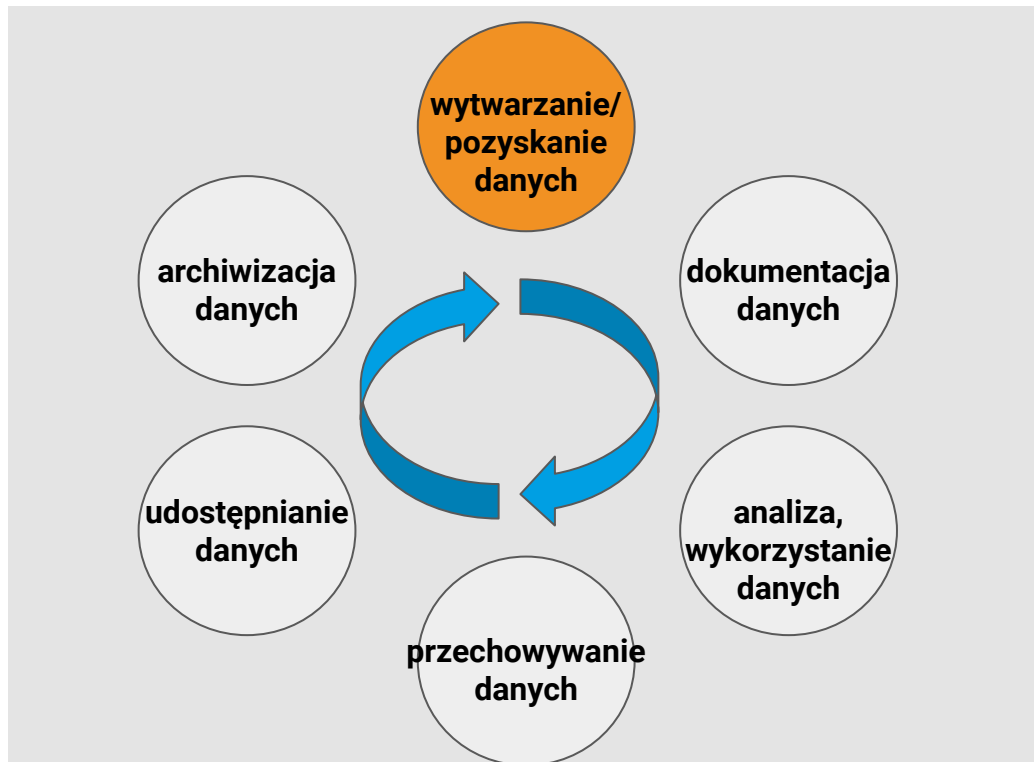 wytwarzanie/
pozyskanie
danych
dokumentacja
danych
analiza,
wykorzystanie
danych
przechowywanie
danych
udostępnianie
danych
archiwizacja
danych